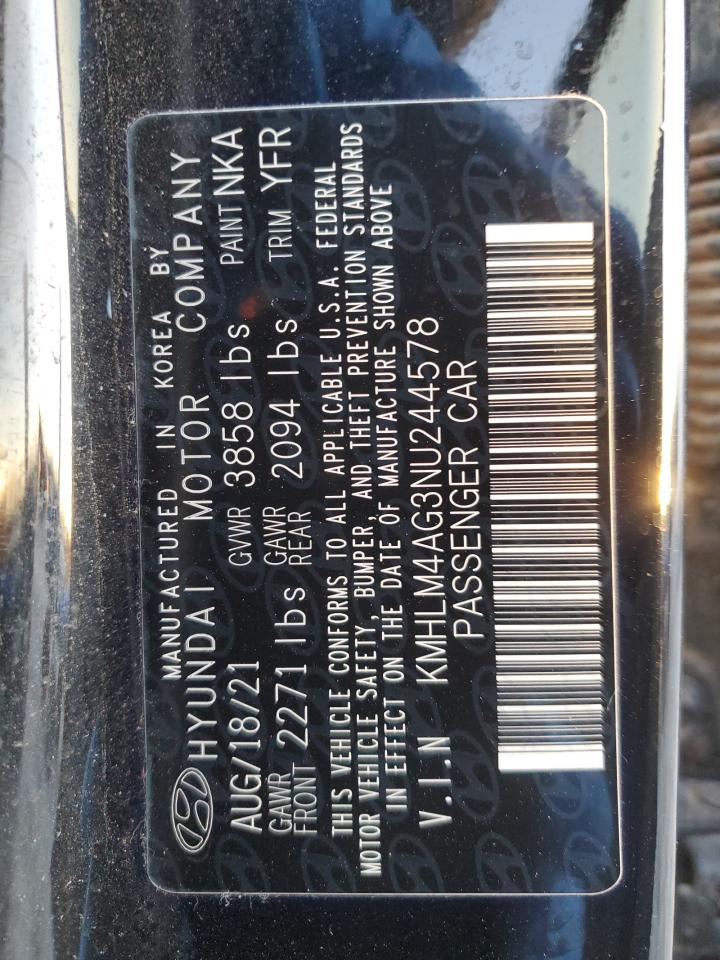 MANUFACTURED IN KOREA BY
HYUNDAI MOTOR COMPANY
AUG/18/21 GVWR 3858 lbs PAINT NKA
GAWR FRONT 2271 lbs GAWR REAR 2094 lbs TRIM YFR
THIS VEHICLE CONFORMS TO ALL APPLICABLE U.S.A. FEDERAL
MOTOR VEHICLE SAFETY, BUMPER, AND THEFT PREVENTION STANDARDS
IN EFFECT ON THE DATE OF MANUFACTURE SHOWN ABOVE
V.I.N KMHLM4AG3NU244578
PASSENGER CAR